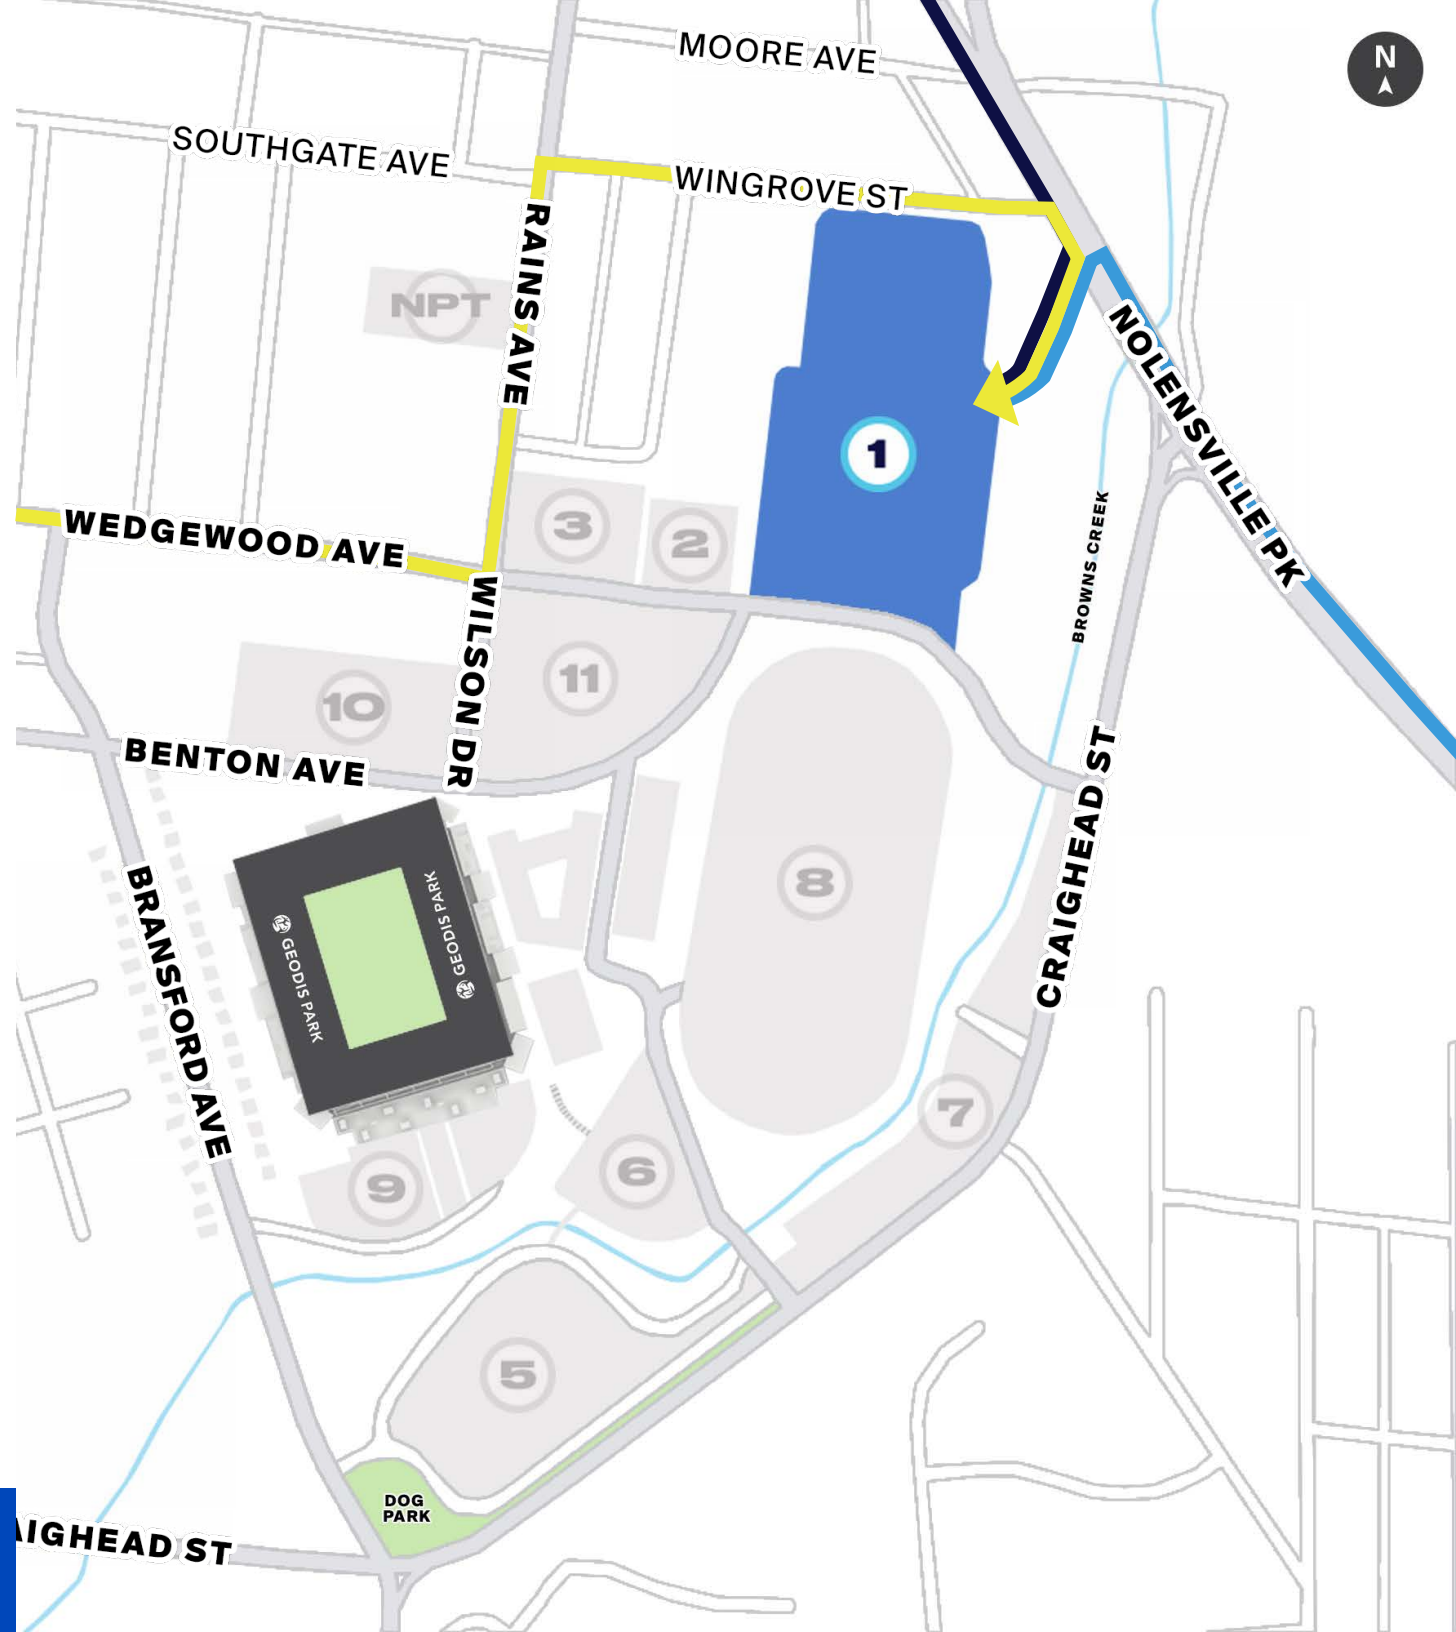 MOORE AVE
N
SOUTHGATE AVE
WINGROVE ST
RAINS AVE
NPT
NOLENSVILLE PK
1
3
2
WEDGEWOOD AVE
BROWNS CREEK
WILSON DR
11
10
BENTON AVE
CRAIGHEAD ST
8
BRANSFORD AVE
GEODIS PARK
GEODIS PARK
7
6
9
5
DOG
PARK
AIGHEAD ST